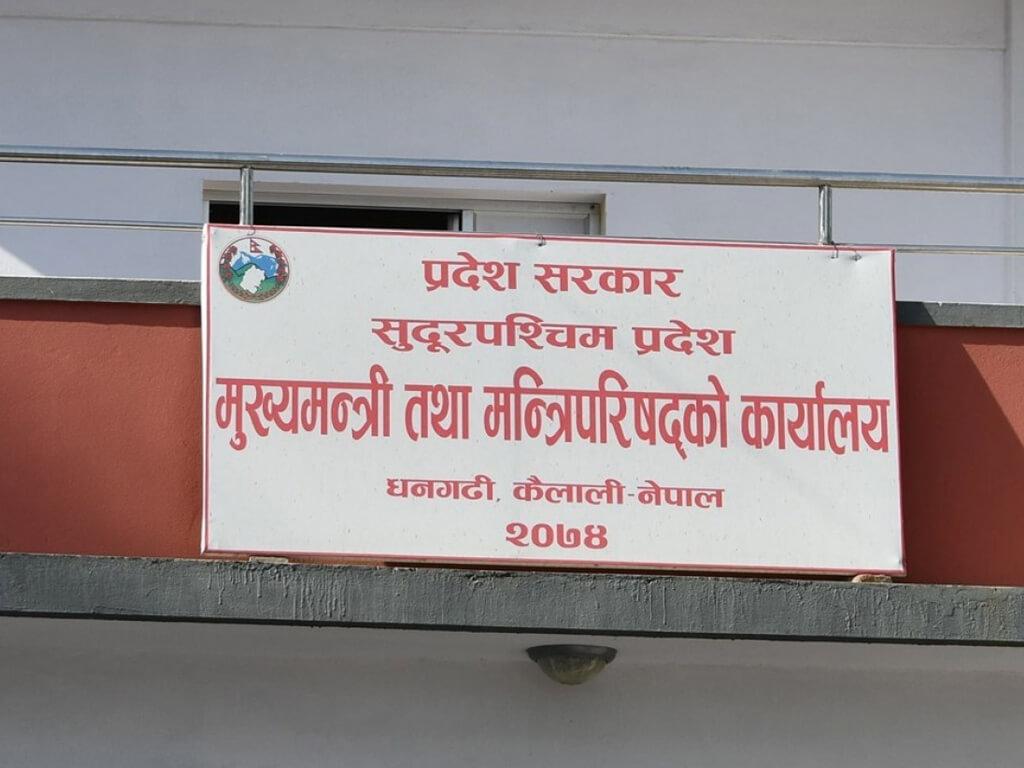 प्रदेश सरकार
सुदूरपश्चिम प्रदेश
मुख्यमन्त्री तथा मन्त्रिपरिषद्को कार्यालय
धनगढी, कैलाली-नेपाल
२०७४